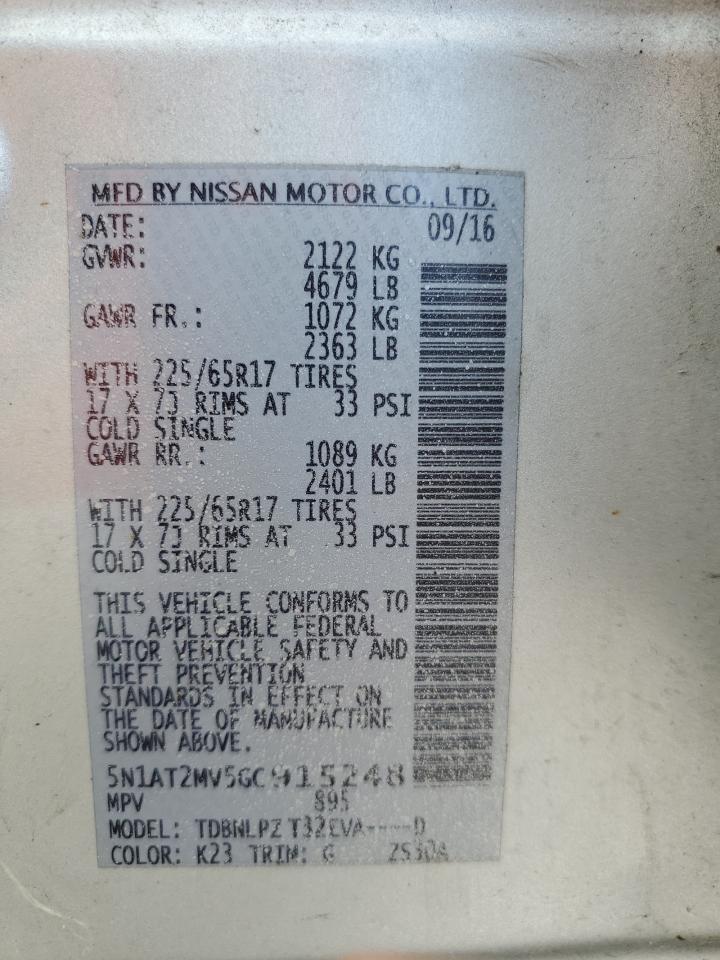 MFD BY NISSAN MOTOR CO., LTD.
DATE: 09/16
GVWR: 2122 KG
4679 LB
GAWR FR.: 1072 KG
2363 LB
WITH 225/65R17 TIRES
17 X 7J RIMS AT 33 PSI
COLD SINGLE
GAWR RR.: 1089 KG
2401 LB
WITH 225/65R17 TIRES
17 X 7J RIMS AT 33 PSI
COLD SINGLE
THIS VEHICLE CONFORMS TO
ALL APPLICABLE FEDERAL
MOTOR VEHICLE SAFETY AND
THEFT PREVENTION
STANDARDS IN EFFECT ON
THE DATE OF MANUFACTURE
SHOWN ABOVE.
5N1AT2MV5GC915248
MPV 895
MODEL: TDBNLPZ T32EVA----D
COLOR: K23 TRIM: G